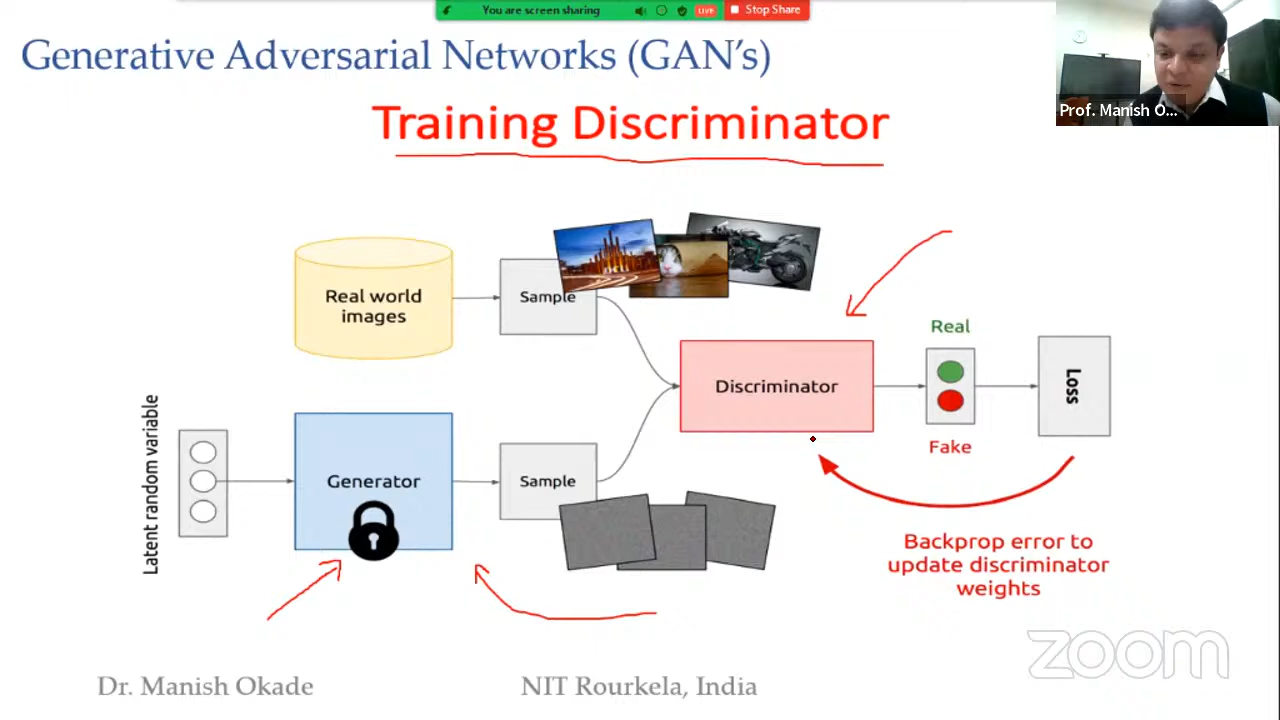 You are screen sharing
LIVE
Stop Share
Generative Adversarial Networks (GAN's)
Prof. Manish O...
Training Discriminator
Real world
images
Sample
Real
Discriminator
Loss
Fake
Latent random variable
Generator
Sample
Backprop error to
update discriminator
weights
zoom
Dr. Manish Okade
NIT Rourkela, India